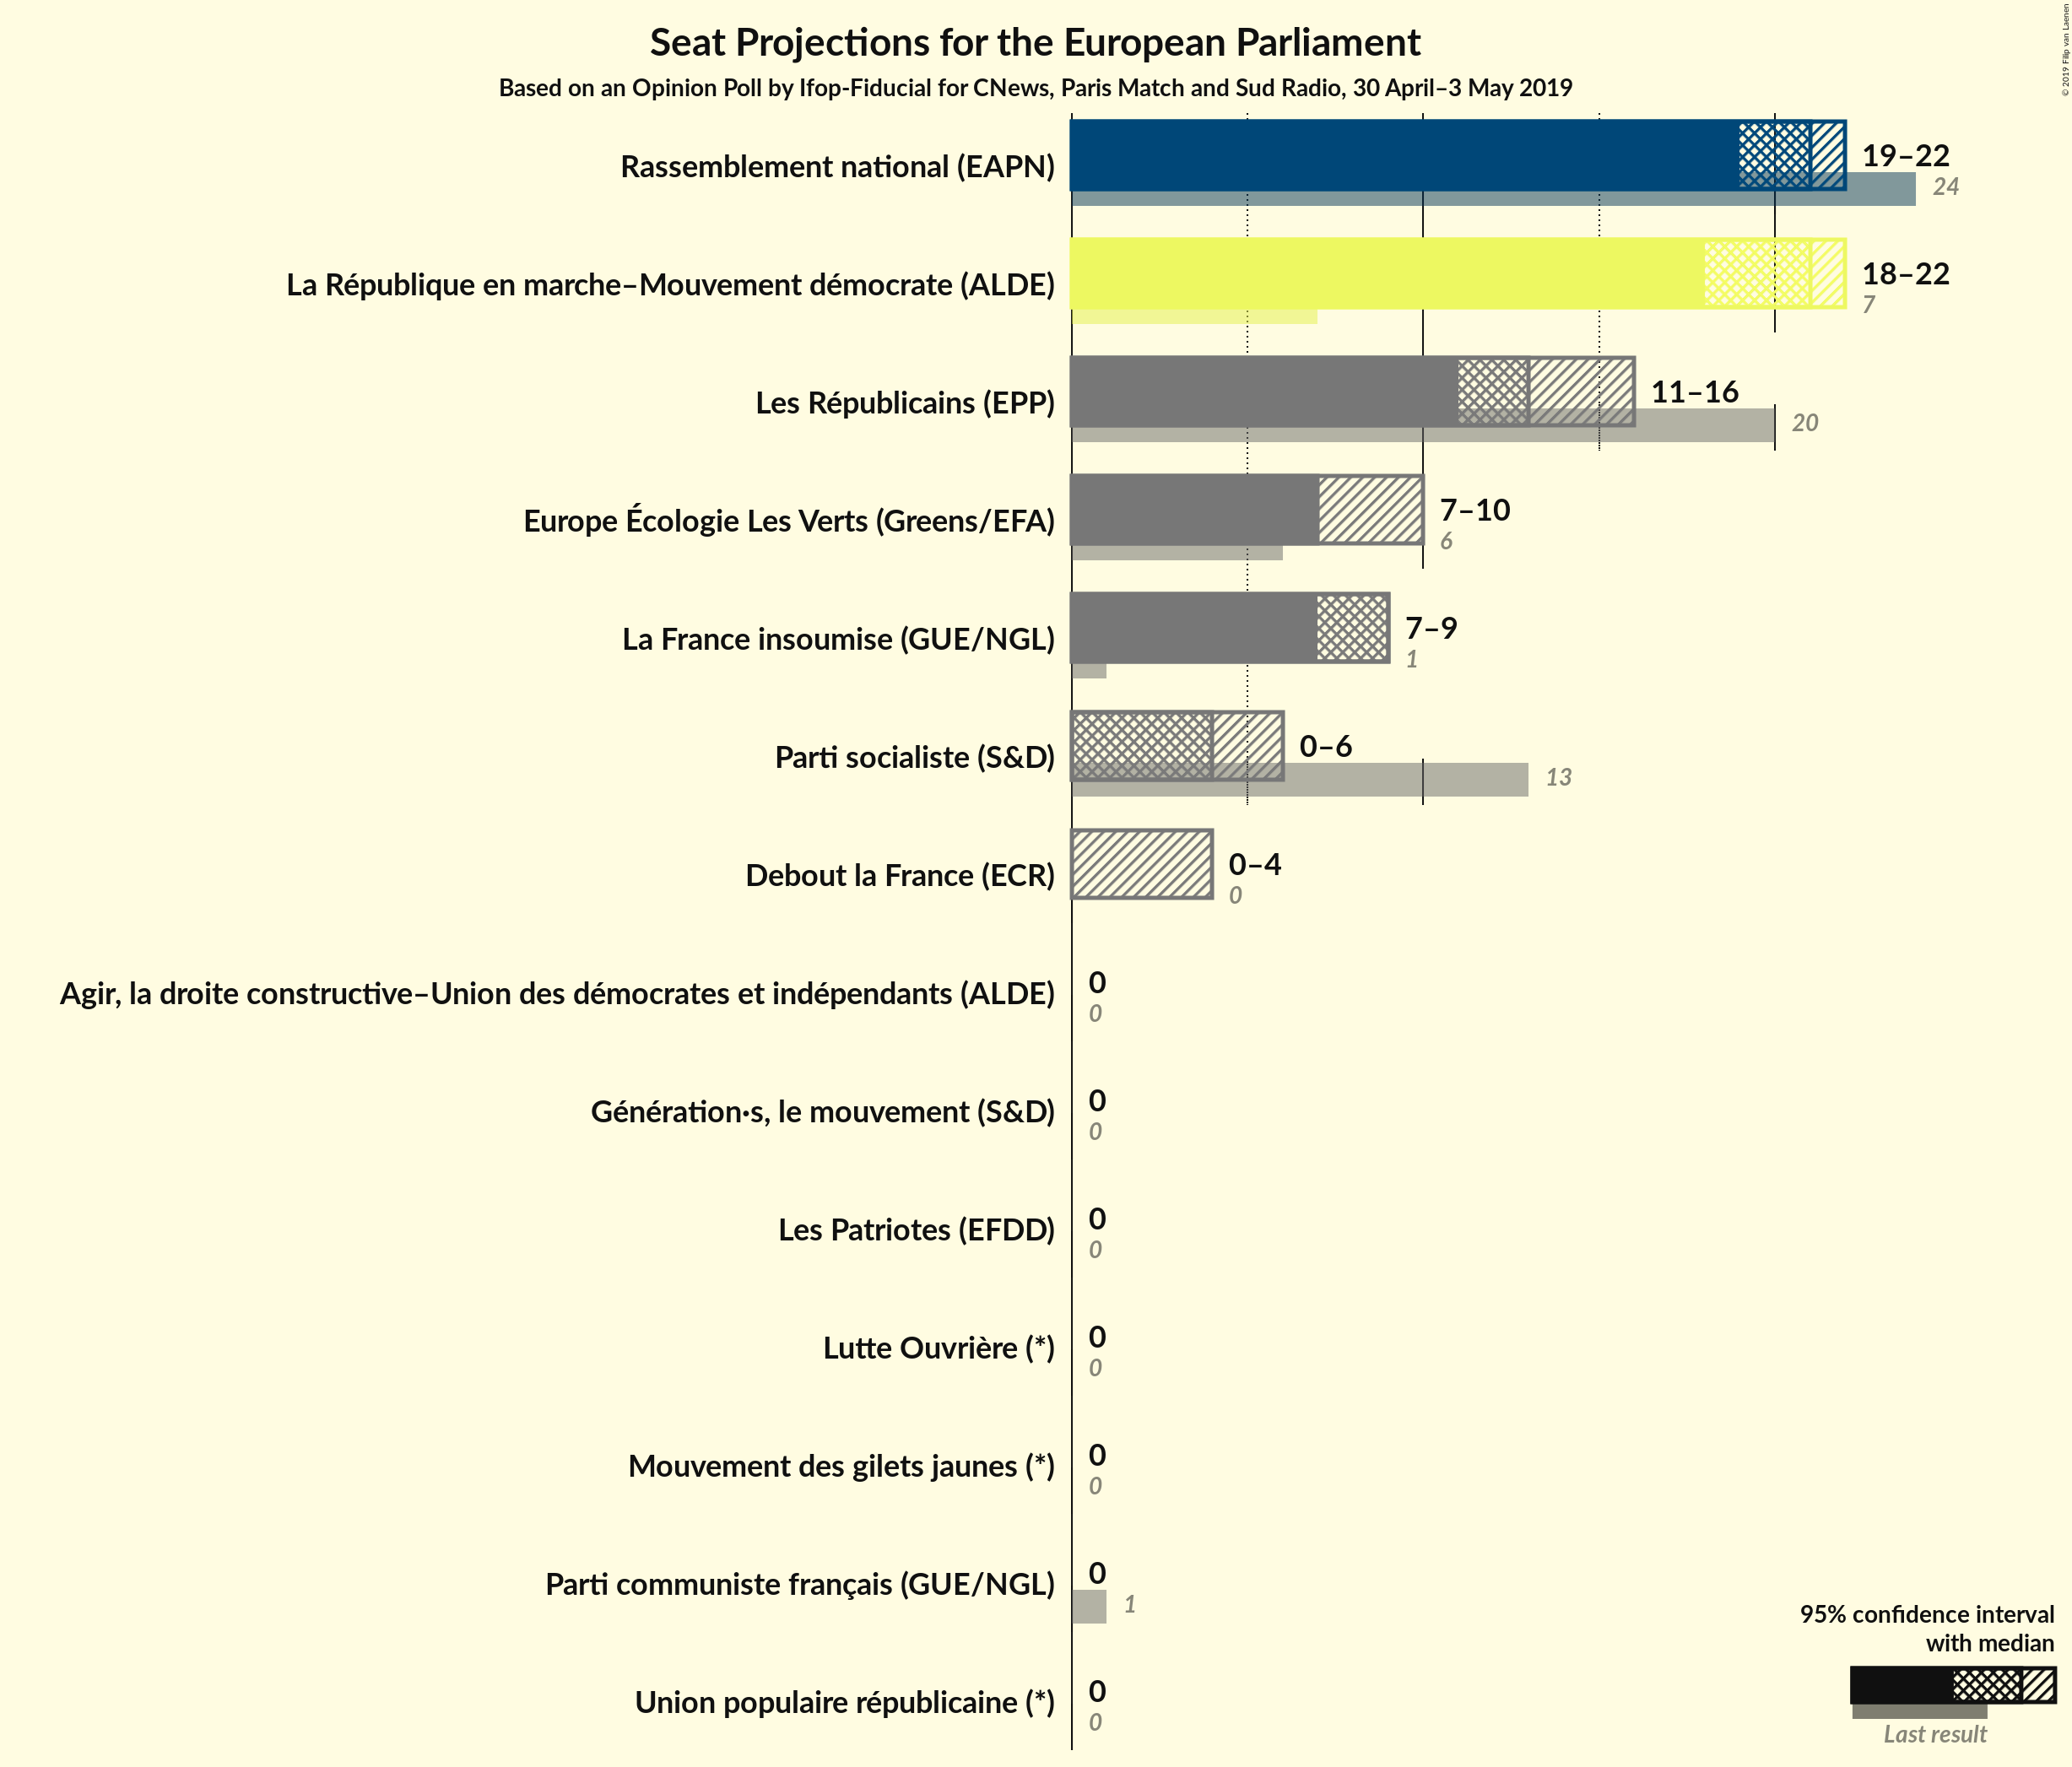 Seat Projections for the European Parliament
Based on an Opinion Poll by Ifop-Fiducial for CNews, Paris Match and Sud Radio, 30 April–3 May 2019
© 2019 Filip van Laenen
Rassemblement national (EAPN)
19–22
24
La République en marche–Mouvement démocrate (ALDE)
18–22
7
Les Républicains (EPP)
11–16
20
Europe Écologie Les Verts (Greens/EFA)
7–10
6
La France insoumise (GUE/NGL)
7–9
1
Parti socialiste (S&D)
0–6
13
Debout la France (ECR)
0–4
0
Agir, la droite constructive–Union des démocrates et indépendants (ALDE)
0
0
Génération·s, le mouvement (S&D)
0
0
Les Patriotes (EFDD)
0
0
Lutte Ouvrière (*)
0
0
Mouvement des gilets jaunes (*)
0
0
Parti communiste français (GUE/NGL)
0
1
Union populaire républicaine (*)
0
0
95% confidence interval
with median
Last result